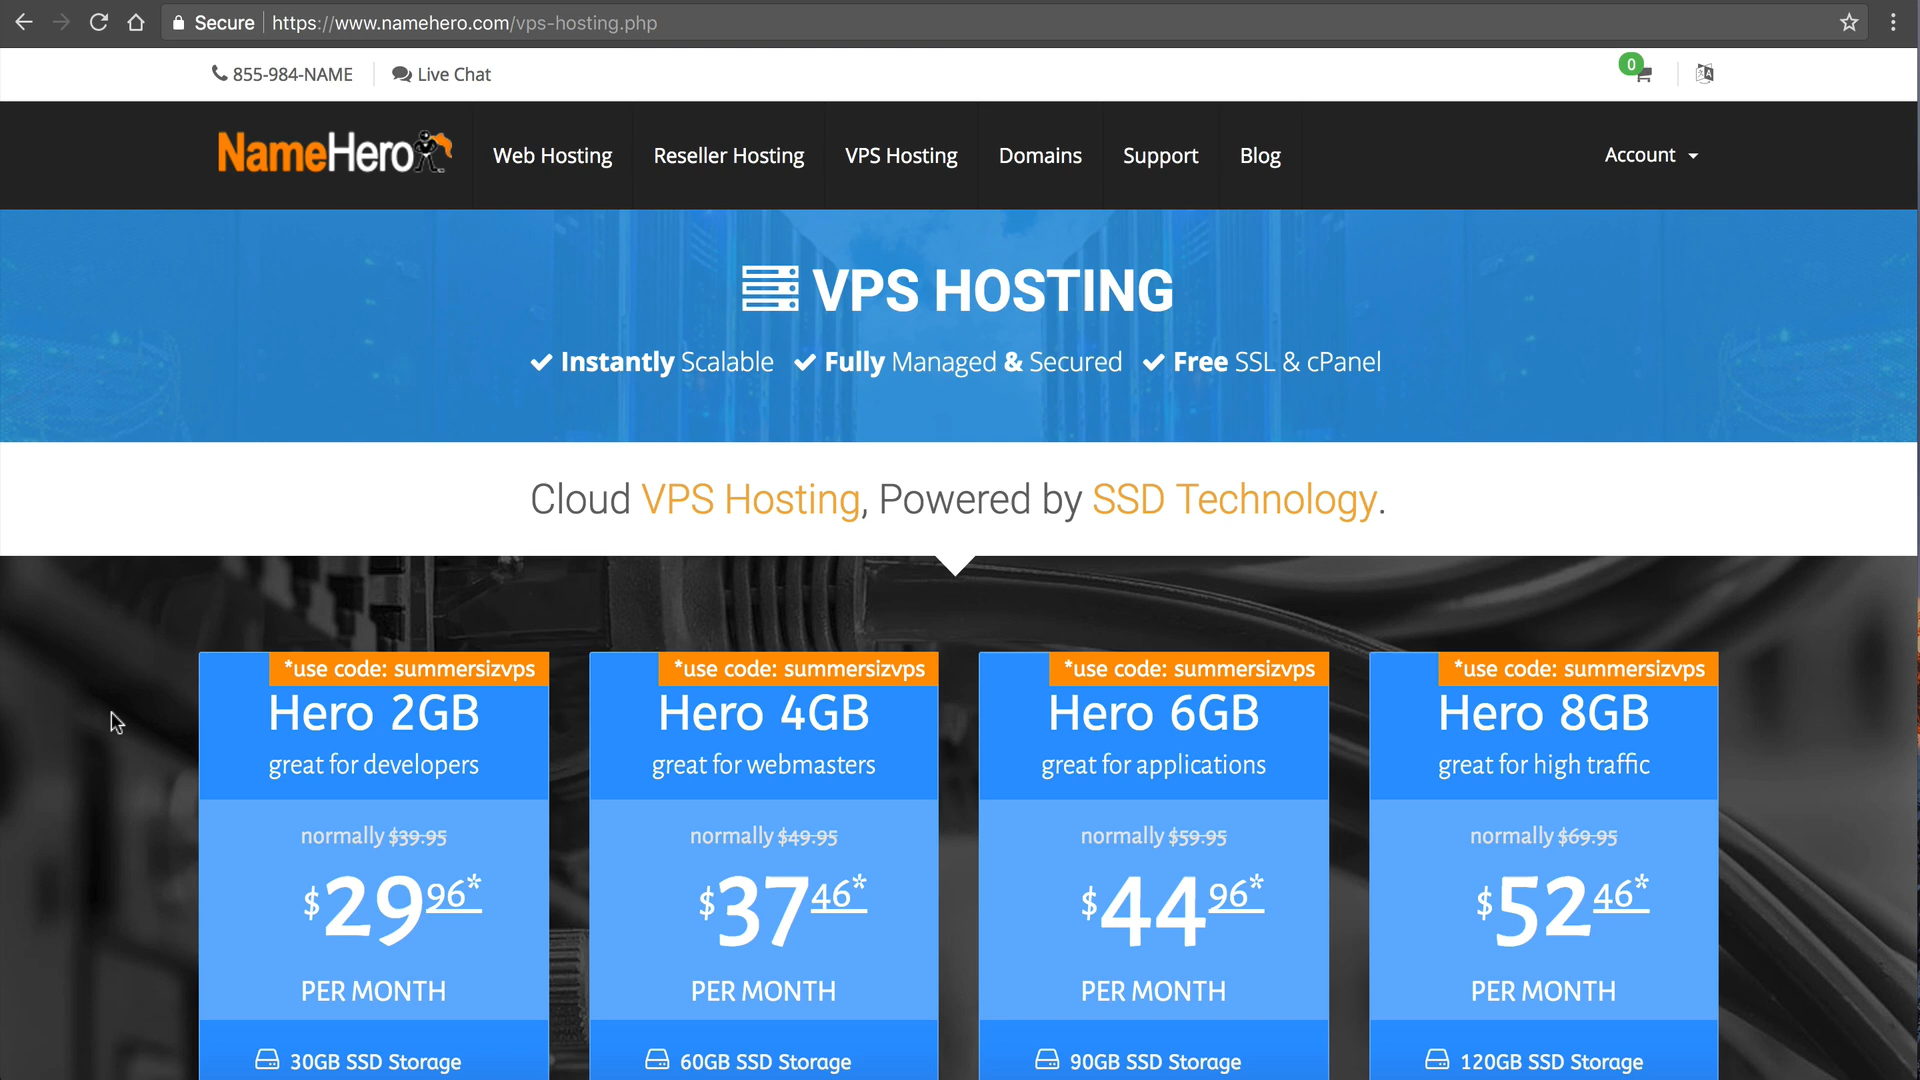 Secure https://www.namehero.com/vps-hosting.php
855-984-NAME Live Chat 0
NameHero Web Hosting Reseller Hosting VPS Hosting Domains Support Blog Account
VPS HOSTING
Instantly Scalable Fully Managed & Secured Free SSL & cPanel
Cloud VPS Hosting, Powered by SSD Technology.
*use code: summersizvps
Hero 2GB
great for developers
normally $39.95
$29.96*
PER MONTH
30GB SSD Storage
*use code: summersizvps
Hero 4GB
great for webmasters
normally $49.95
$37.46*
PER MONTH
60GB SSD Storage
*use code: summersizvps
Hero 6GB
great for applications
normally $59.95
$44.96*
PER MONTH
90GB SSD Storage
*use code: summersizvps
Hero 8GB
great for high traffic
normally $69.95
$52.46*
PER MONTH
120GB SSD Storage